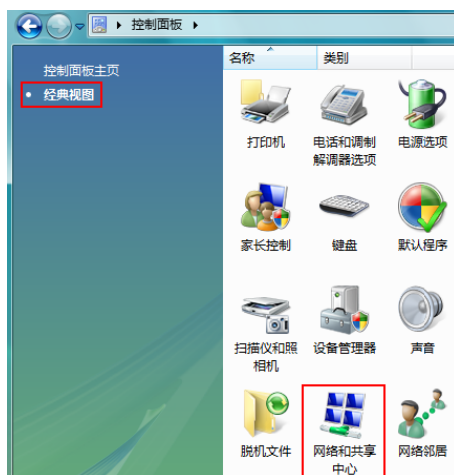 控制面板
控制面板主页
经典视图
名称 类别
打印机 电话和调制 电源选项
解调器选项
家长控制 键盘 默认程序
扫描仪和照 设备管理器 声音
相机
脱机文件 网络和共享 网络邻居
中心